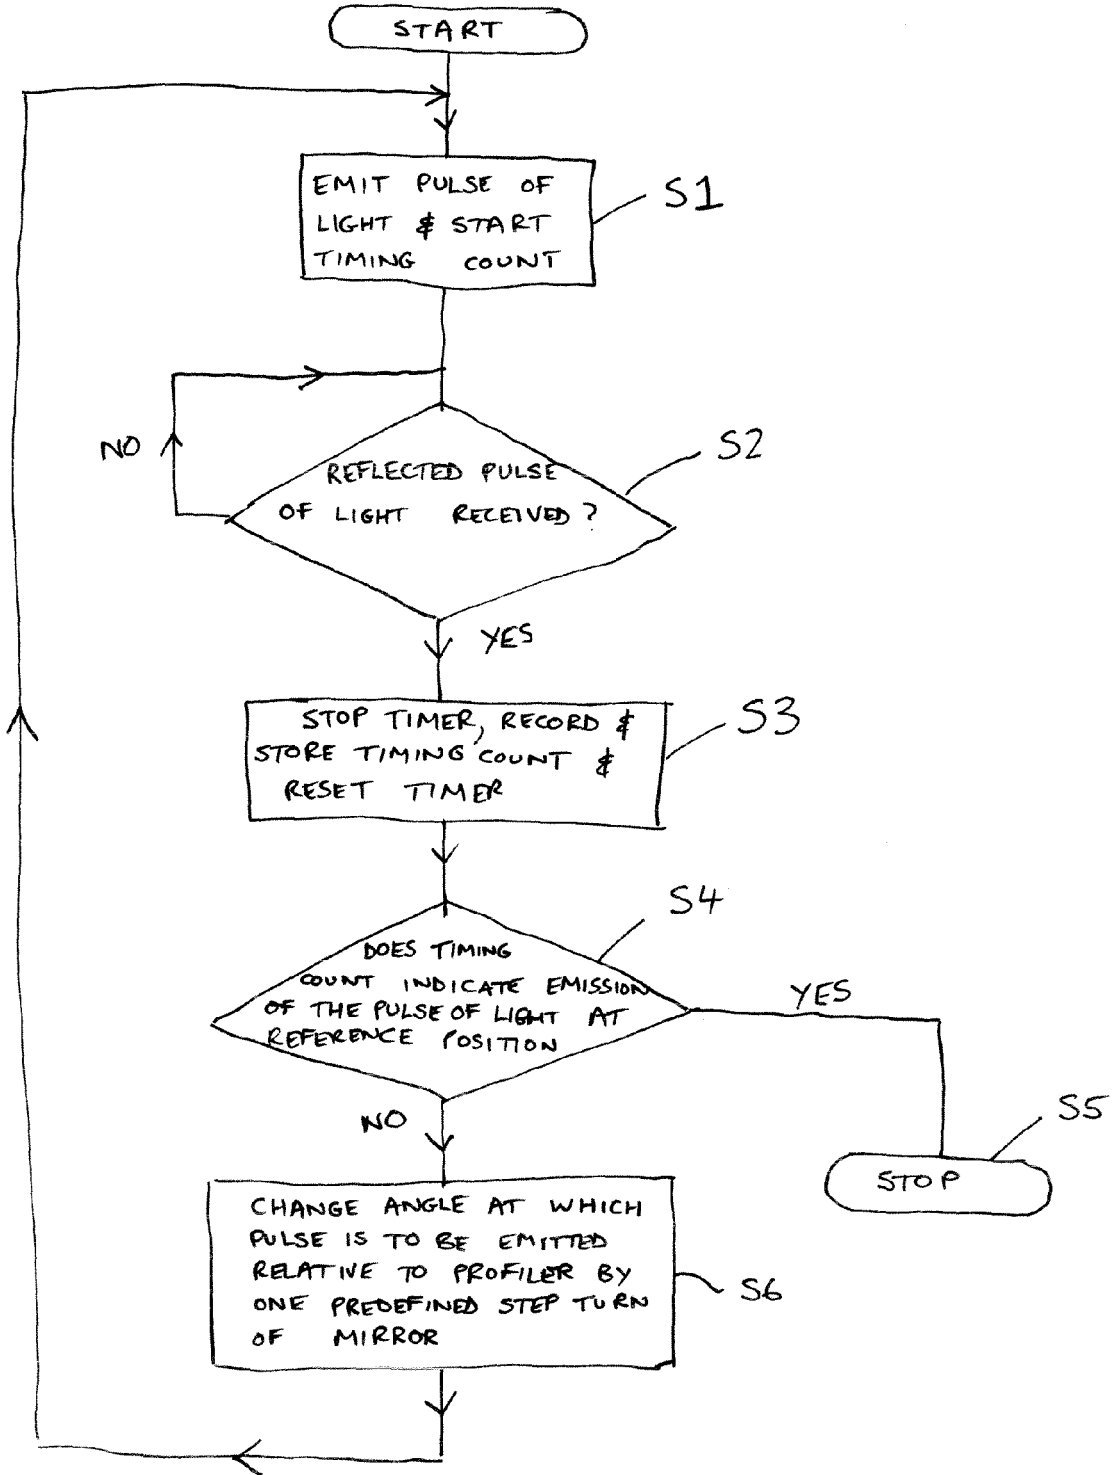 START
EMIT PULSE OF
LIGHT & START
TIMING COUNT
S1
NO
REFLECTED PULSE
OF LIGHT RECEIVED?
S2
YES
STOP TIMER, RECORD &
STORE TIMING COUNT &
RESET TIMER
S3
DOES TIMING
COUNT INDICATE EMISSION
OF THE PULSE OF LIGHT AT
REFERENCE POSITION
S4
YES
NO
STOP
S5
CHANGE ANGLE AT WHICH
PULSE IS TO BE EMITTED
RELATIVE TO PROFILER BY
ONE PREDEFINED STEP TURN
OF MIRROR
S6